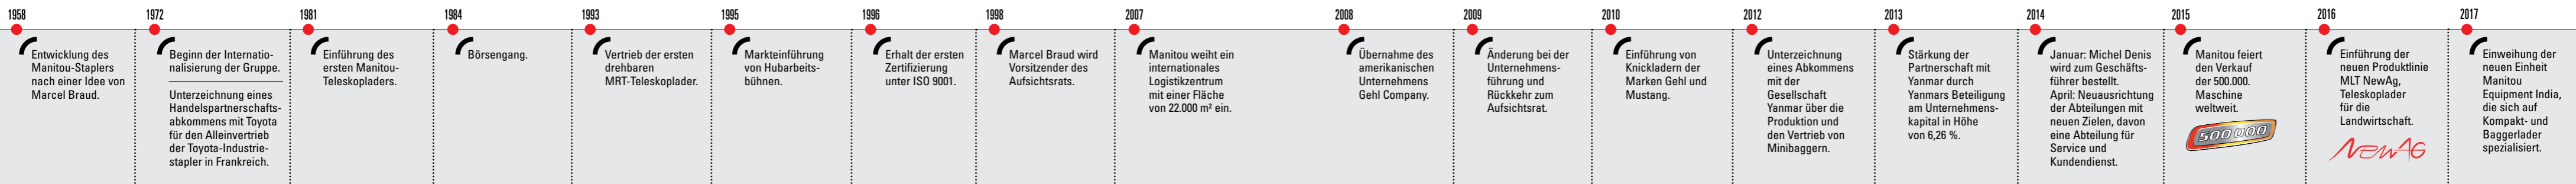 1958
Entwicklung des
Manitou-Staplers
nach einer Idee von
Marcel Braud.
1972
Beginn der Internatio-
nalisierung der Gruppe.
Unterzeichnung eines
Handelspartnerschafts-
abkommens mit Toyota
für den Alleinvertrieb
der Toyota-Industrie-
stapler in Frankreich.
1981
Einführung des
ersten Manitou-
Teleskopladers.
1984
Börsengang.
1993
Vertrieb der ersten
drehbaren
MRT-Teleskoplader.
1995
Markteinführung
von Hubarbeits-
bühnen.
1996
Erhalt der ersten
Zertifizierung
unter ISO 9001.
1998
Marcel Braud wird
Vorsitzender des
Aufsichtsrats.
2007
Manitou weiht ein
internationales
Logistikzentrum
mit einer Fläche
von 22.000 m² ein.
2008
Übernahme des
amerikanischen
Unternehmens
Gehl Company.
2009
Änderung bei der
Unternehmens-
führung und
Rückkehr zum
Aufsichtsrat.
2010
Einführung von
Knickladern der
Marken Gehl und
Mustang.
2012
Unterzeichnung
eines Abkommens
mit der
Gesellschaft
Yanmar über die
Produktion und
den Vertrieb von
Minibaggern.
2013
Stärkung der
Partnerschaft mit
Yanmar durch
Yanmars Beteiligung
am Unternehmens-
kapital in Höhe
von 6,26 %.
2014
Januar: Michel Denis
wird zum Geschäfts-
führer bestellt.
April: Neuausrichtung
der Abteilungen mit
neuen Zielen, davon
eine Abteilung für
Service und
Kundendienst.
2015
Manitou feiert
den Verkauf
der 500.000.
Maschine
weltweit.
500 000
2016
Einführung der
neuen Produktlinie
MLT NewAg,
Teleskoplader
für die
Landwirtschaft.
NewAG
2017
Einweihung der
neuen Einheit
Manitou
Equipment India,
die sich auf
Kompakt- und
Baggerlader
spezialisiert.